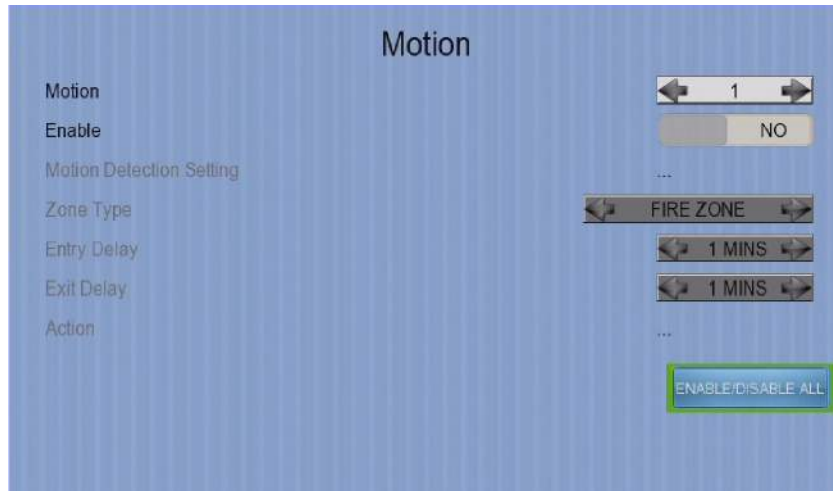 Motion
Motion 1
Enable NO
Motion Detection Setting ...
Zone Type FIRE ZONE
Entry Delay 1 MINS
Exit Delay 1 MINS
Action ...
ENABLE/DISABLE ALL